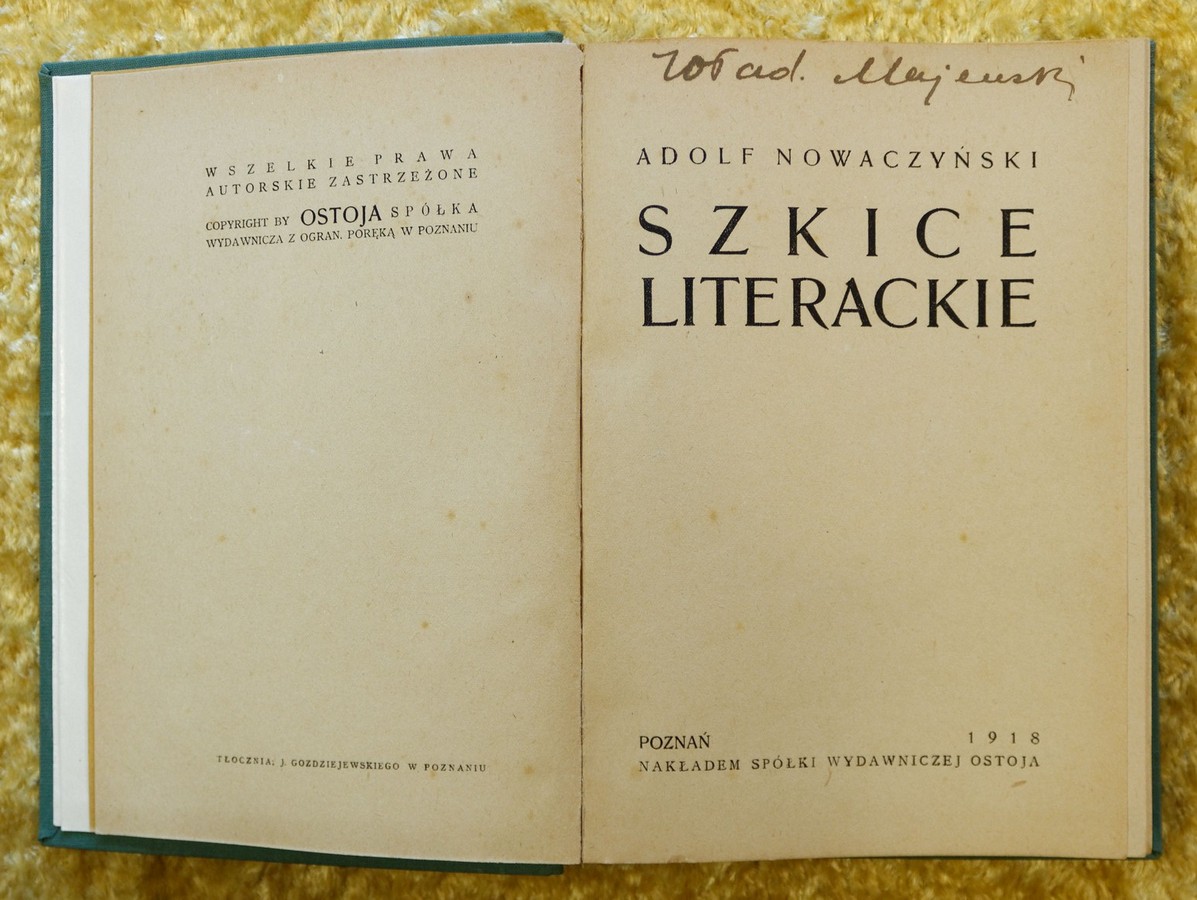 WSZELKIE PRAWA
AUTORSKIE ZASTRZEŻONE
COPYRIGHT BY OSTOJA SPÓŁKA
WYDAWNICZA Z OGRAN. PORĘKĄ W POZNANIU
TŁOCZNIA: J. GOZDZIEJEWSKIEGO W POZNANIU
Wład. Majewski
ADOLF NOWACZYŃSKI
SZKICE
LITERACKIE
POZNAŃ 1918
NAKŁADEM SPÓŁKI WYDAWNICZEJ OSTOJA